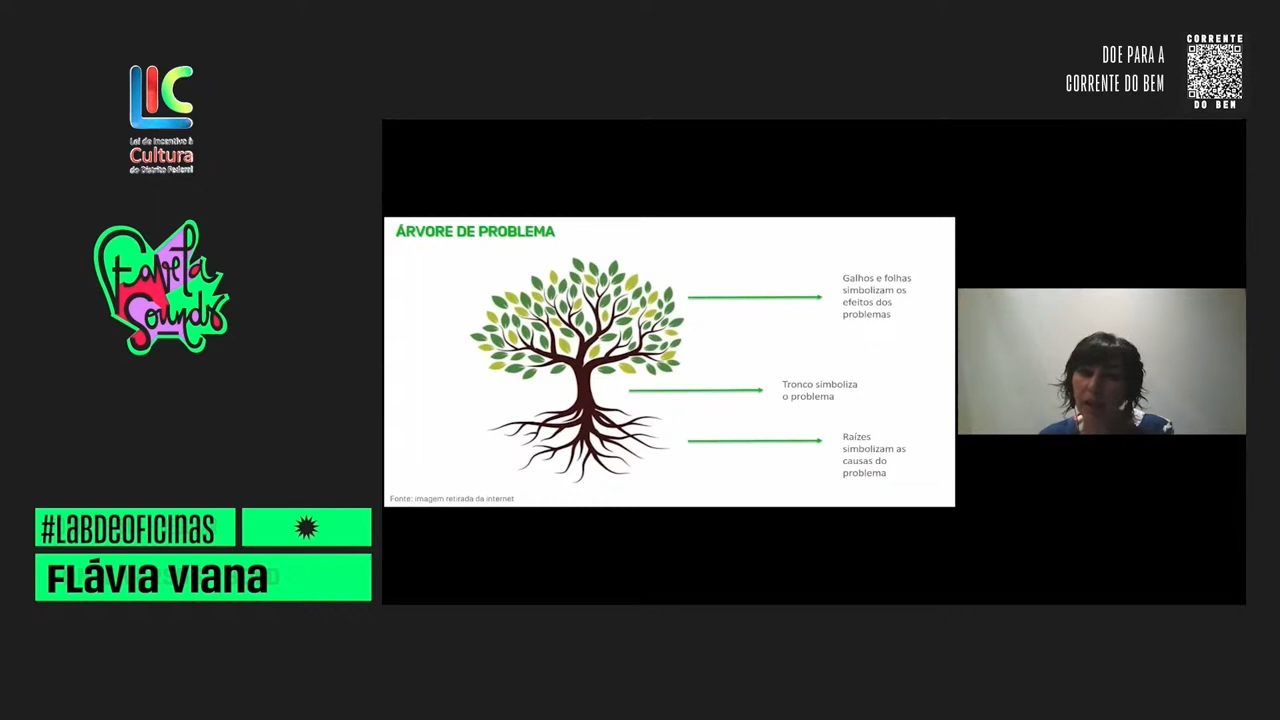 CORRENTE
DOE PARA A
CORRENTE DO BEM
DO BEM
LIC
Lei de Incentivo à
Cultura
do Distrito Federal
Favela
Sounds
ÁRVORE DE PROBLEMA
Galhos e folhas
simbolizam os
efeitos dos
problemas
Tronco simboliza
o problema
Raízes
simbolizam as
causas do
problema
Fonte: imagem retirada da internet
#LABDEOFICINAS
FLÁVIA VIANA